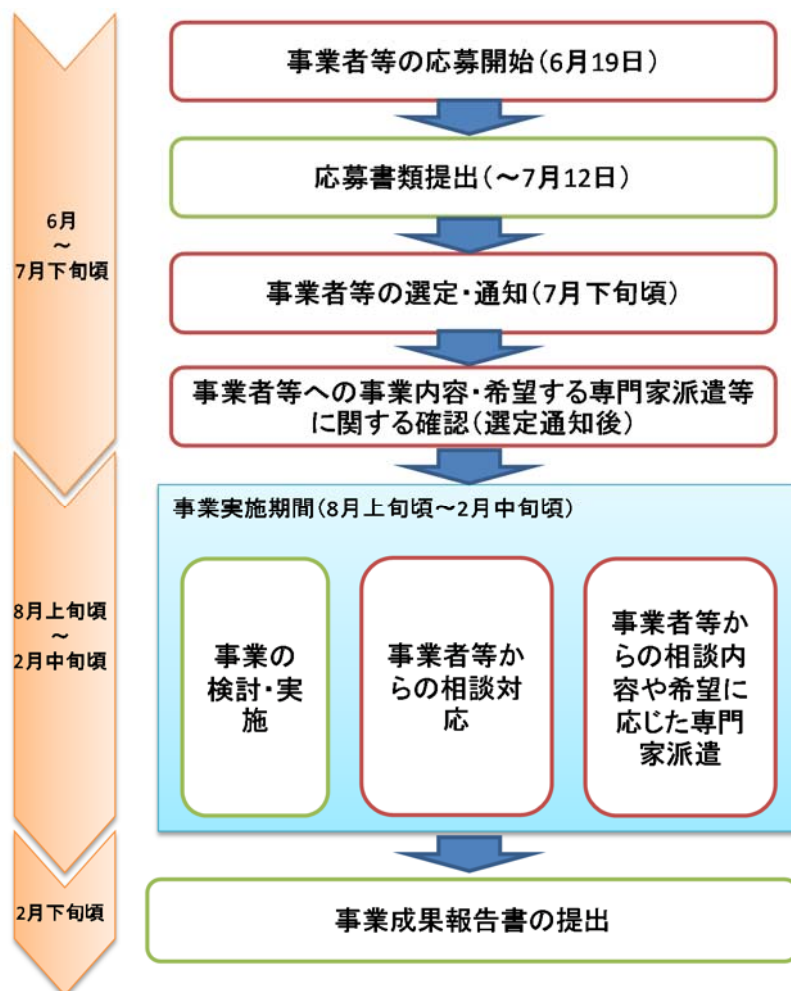 事業者等の応募開始(6月19日)
応募書類提出(～7月12日)
6月
～
7月下旬頃
事業者等の選定・通知(7月下旬頃)
事業者等への事業内容・希望する専門家派遣等
に関する確認(選定通知後)
事業実施期間(8月上旬頃～2月中旬頃)
8月上旬頃
～
2月中旬頃
事業の
検討・実
施
事業者等か
らの相談対
応
事業者等か
らの相談内
容や希望に
応じた専門
家派遣
2月下旬頃
事業成果報告書の提出